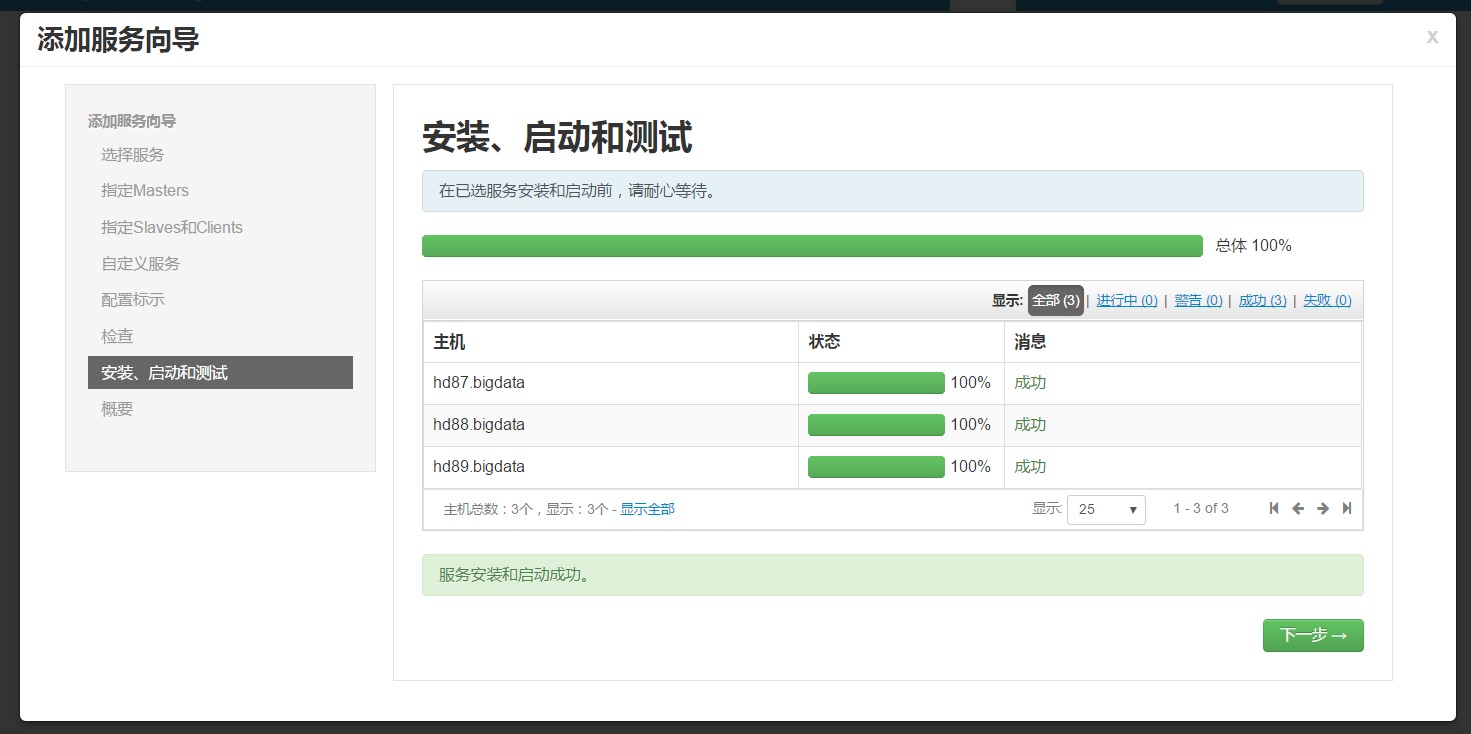 添加服务向导
x
添加服务向导
选择服务
指定Masters
指定Slaves和Clients
自定义服务
配置标示
检查
安装、启动和测试
概要
安装、启动和测试
在已选服务安装和启动前，请耐心等待。
总体 100%
显示: 全部 (3) | 进行中 (0) | 警告 (0) | 成功 (3) | 失败 (0)
主机 状态 消息
hd87.bigdata 100% 成功
hd88.bigdata 100% 成功
hd89.bigdata 100% 成功
主机总数：3个，显示：3个 - 显示全部 显示: 25 1 - 3 of 3
服务安装和启动成功。
下一步→